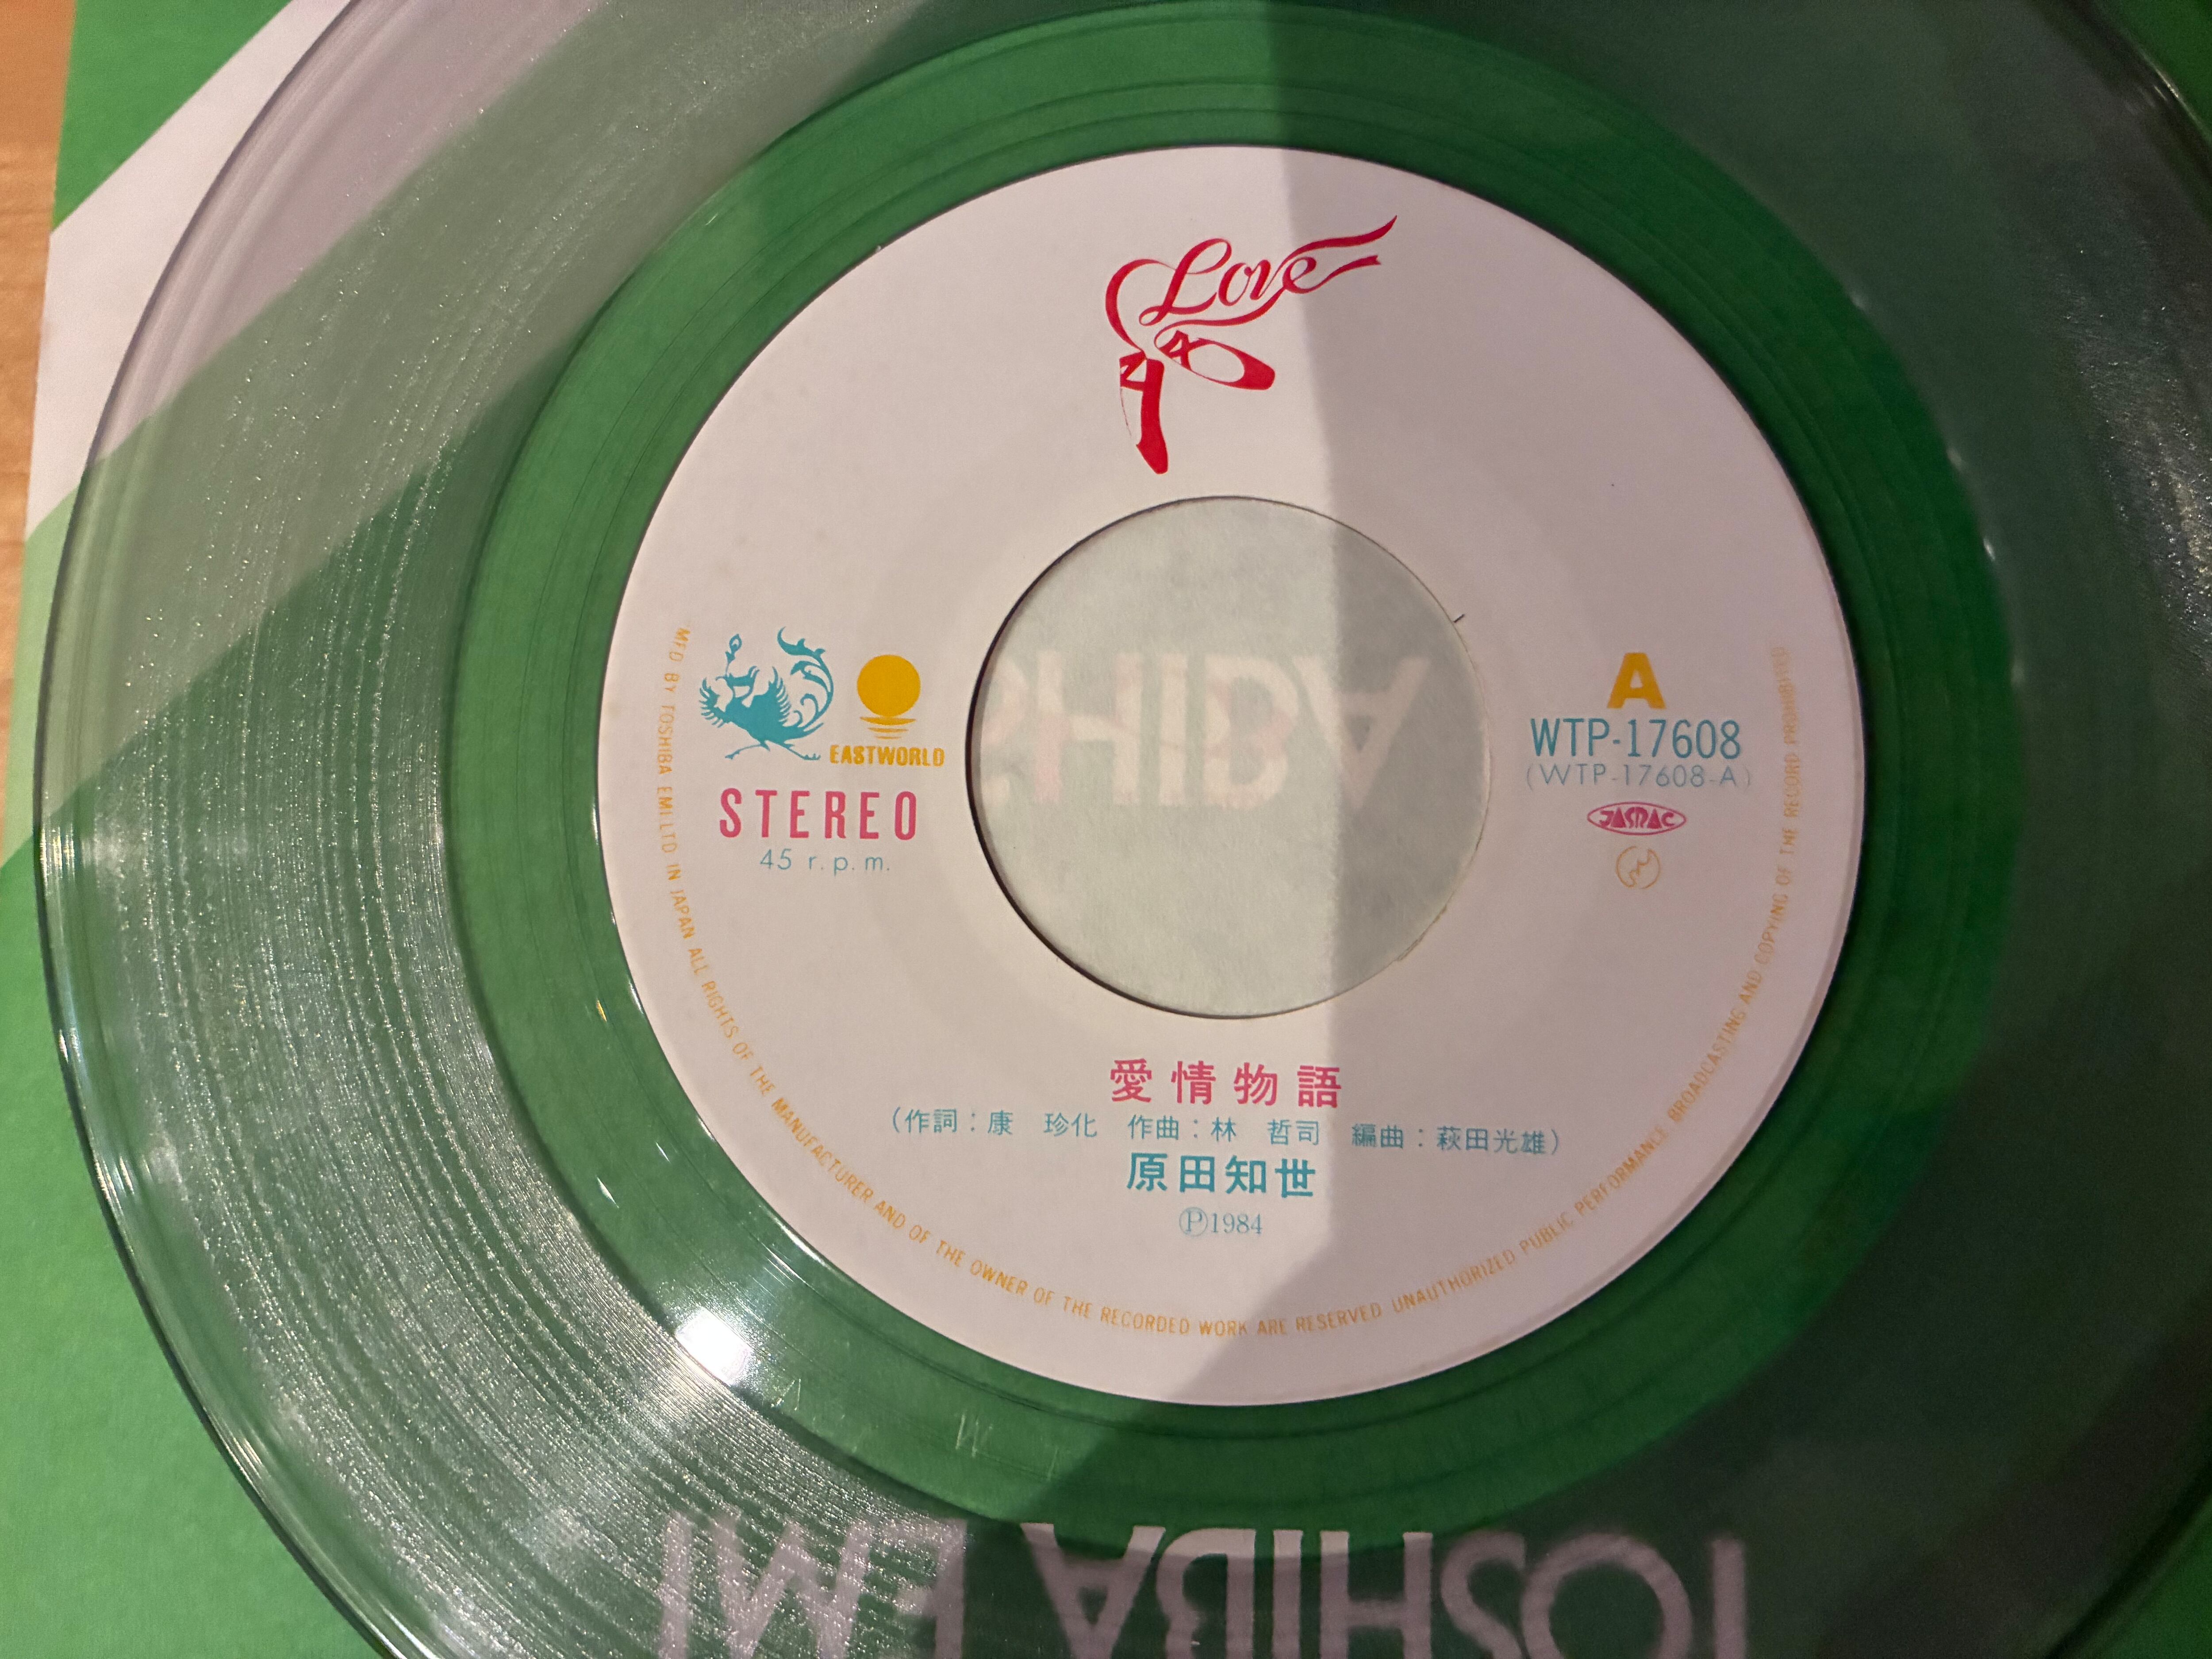 Love
EASTWORLD
STEREO
45 r.p.m.
A
WTP-17608
(WTP-17608-A)
JASRAC
SHIBA
愛情物語
(作詞:康 珍化 作曲:林 哲司 編曲:萩田光雄)
原田知世
Ⓟ1984
MFD BY TOSHIBA EMI LTD IN JAPAN ALL RIGHTS OF THE MANUFACTURER AND OF THE OWNER OF THE RECORDED WORK ARE RESERVED UNAUTHORIZED PUBLIC PERFORMANCE BROADCASTING AND COPYING OF THE RECORD PROHIBITED
TOSHIBA EMI